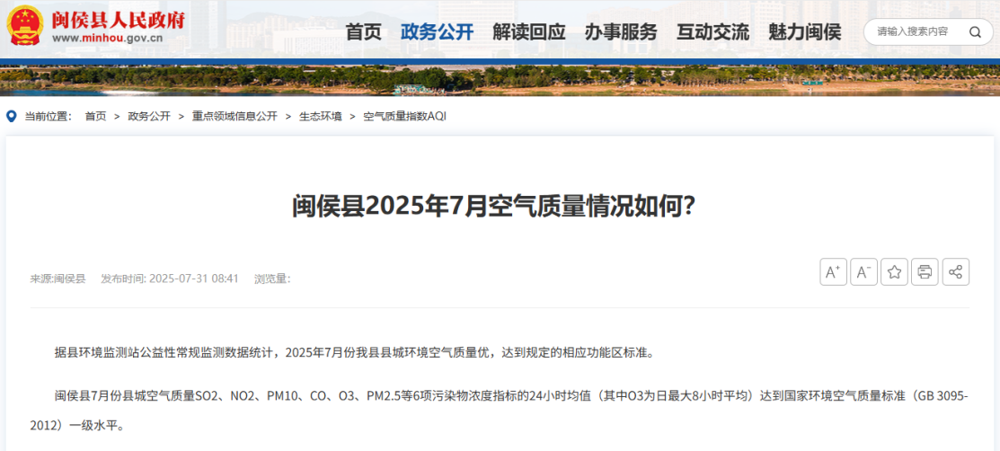 闽侯县人民政府
www.minhou.gov.cn
首页 政务公开 解读回应 办事服务 互动交流 魅力闽侯
请输入搜索内容
当前位置： 首页 > 政务公开 > 重点领域信息公开 > 生态环境 > 空气质量指数AQI
闽侯县2025年7月空气质量情况如何？
来源:闽侯县 发布时间: 2025-07-31 08:41 浏览量：
A+ A-
据县环境监测站公益性常规监测数据统计，2025年7月份我县县城环境空气质量优，达到规定的相应功能区标准。
闽侯县7月份县城空气质量SO2、NO2、PM10、CO、O3、PM2.5等6项污染物浓度指标的24小时均值（其中O3为日最大8小时平均）达到国家环境空气质量标准（GB 3095-
2012）一级水平。